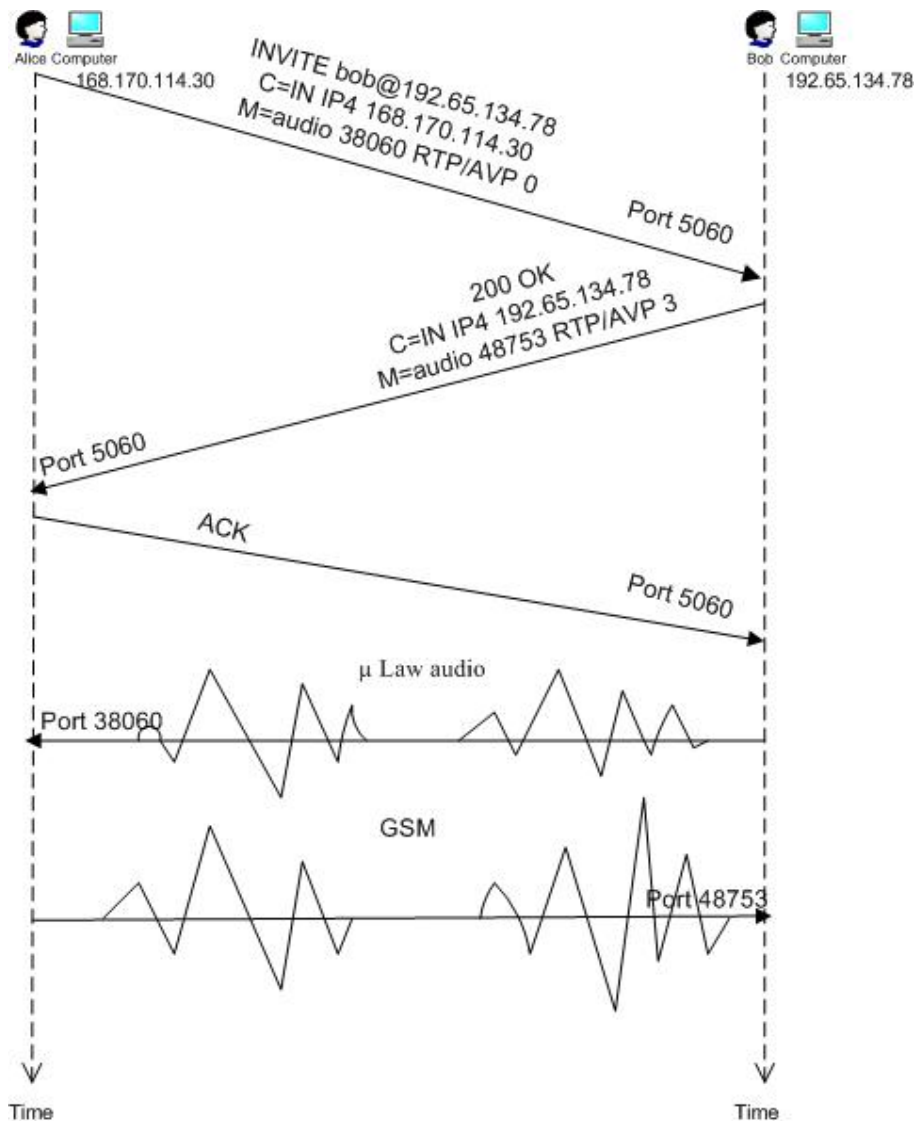 Alice Computer
168.170.114.30
Bob Computer
192.65.134.78
INVITE bob@192.65.134.78
C=IN IP4 168.170.114.30
M=audio 38060 RTP/AVP 0
Port 5060
200 OK
C=IN IP4 192.65.134.78
M=audio 48753 RTP/AVP 3
Port 5060
ACK
Port 5060
µ Law audio
Port 38060
GSM
Port 48753
Time
Time